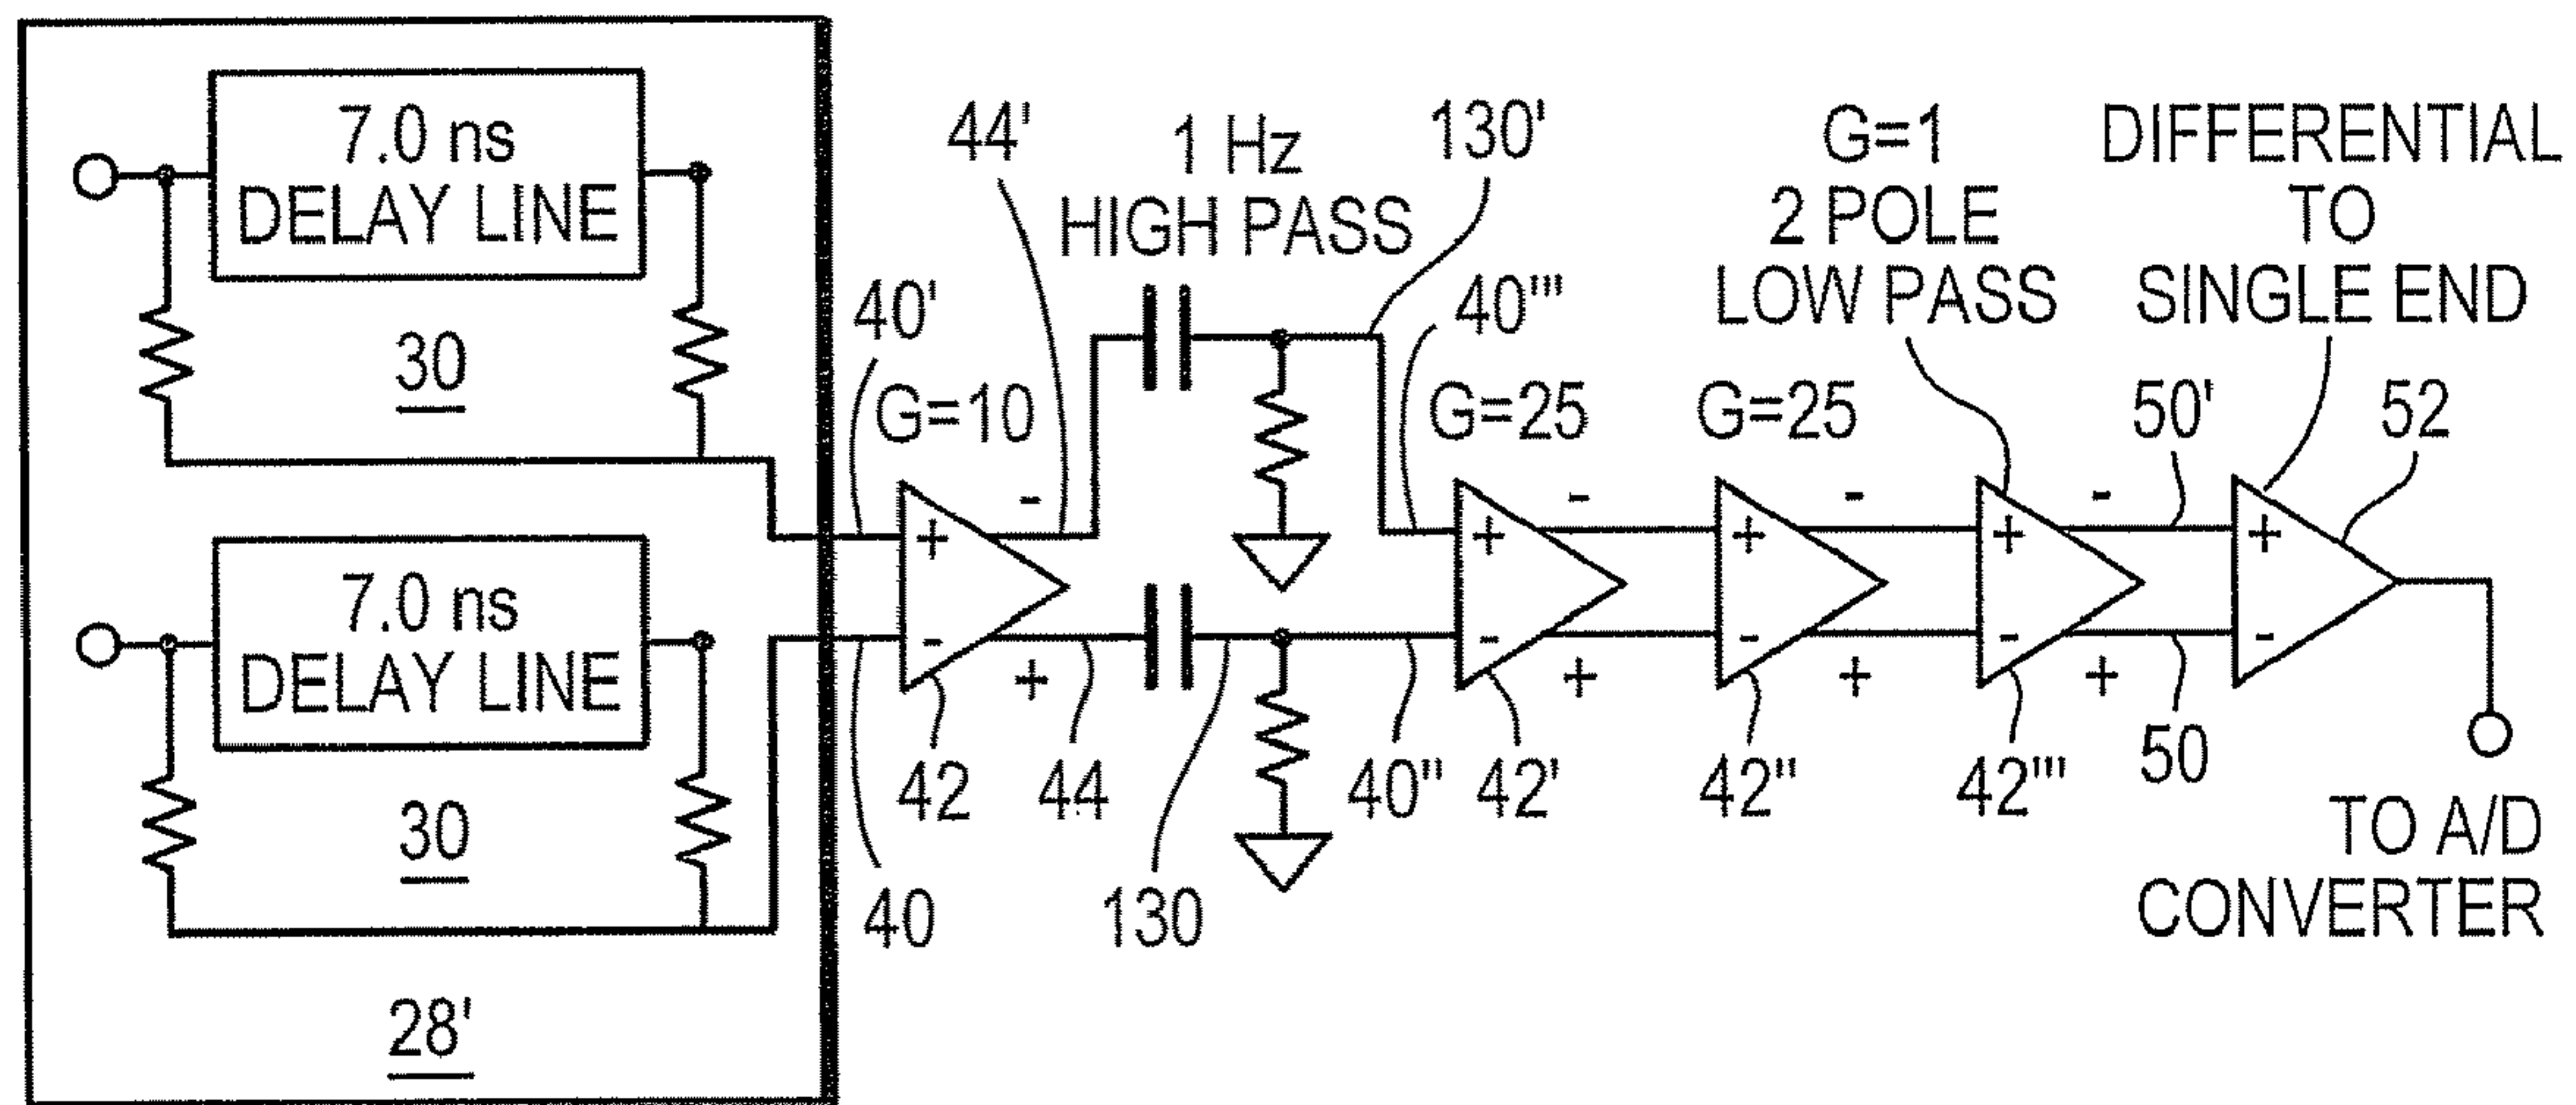 7.0 ns
DELAY LINE
30
7.0 ns
DELAY LINE
30
28'
40'
G=10
+
-
-
+
42
40
44'
44
1 Hz
HIGH PASS
130'
130
40'''
G=25
+
-
-
+
40''
42'
G=25
+
-
-
+
42''
G=1
2 POLE
LOW PASS
+
-
-
+
42'''
50'
50
DIFFERENTIAL
TO
SINGLE END
52
+
-
TO A/D
CONVERTER